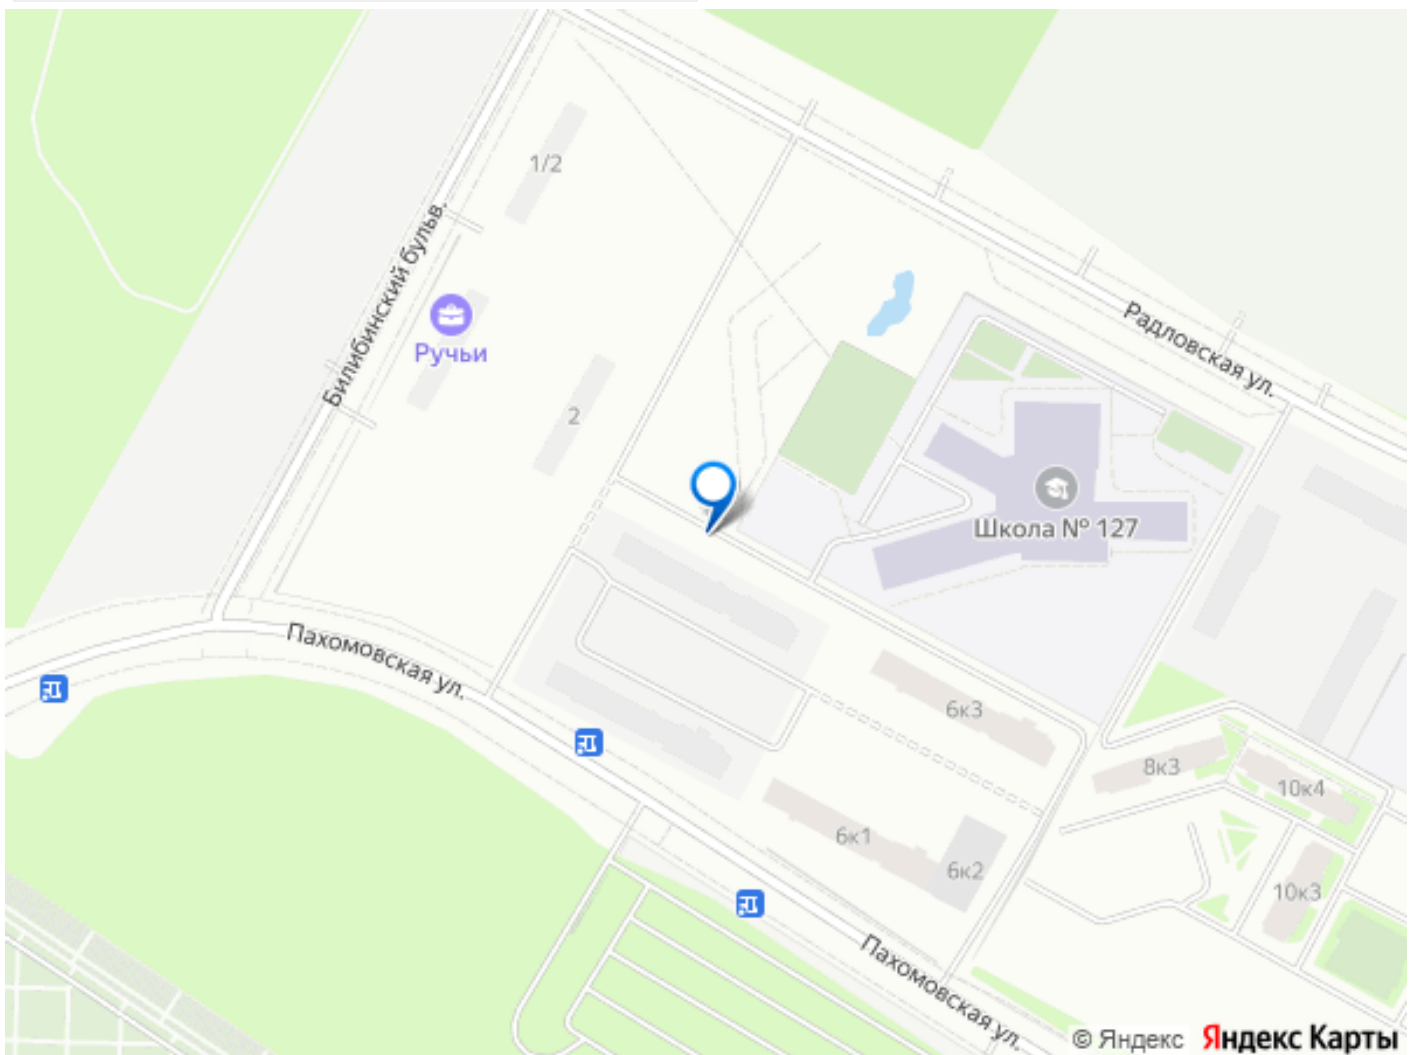 1/2
Билибинский бульв.
Ручьи
2
Радловская ул.
Школа № 127
Пахомовская ул.
6к3
8к3
10к4
6к1
6к2
10к3
Пахомовская ул.
© Яндекс Яндекс Карты